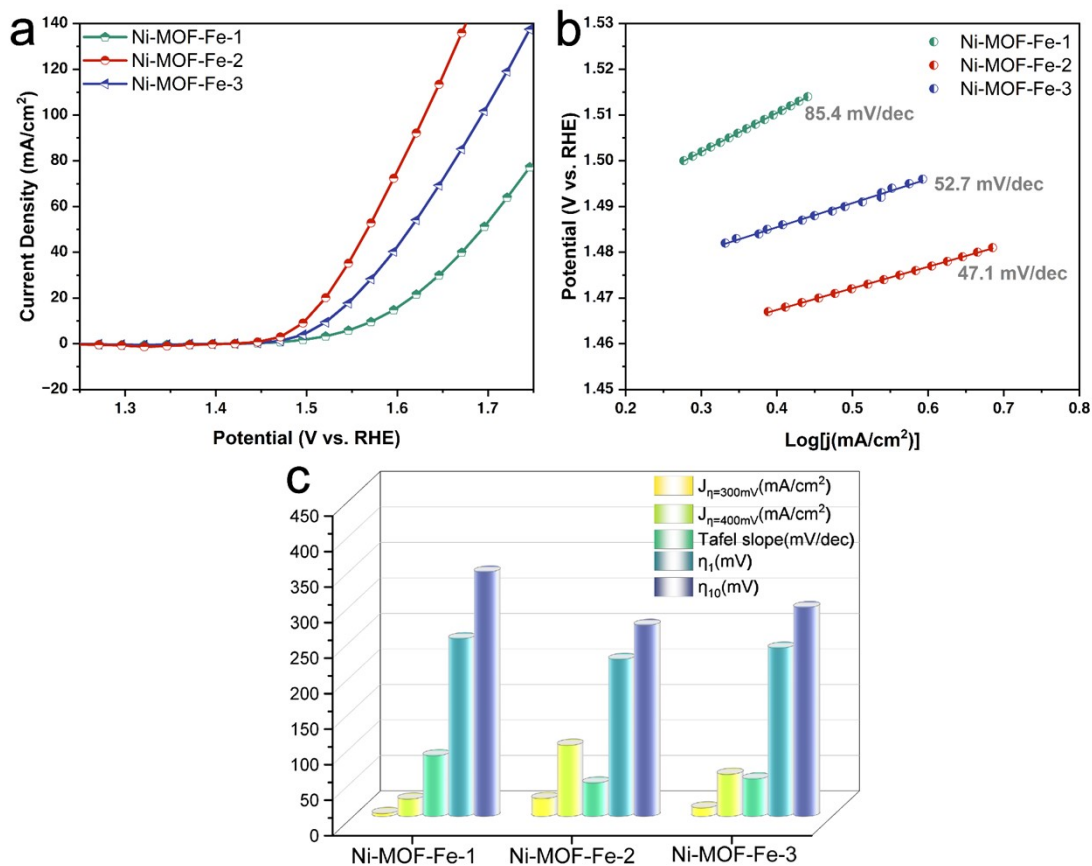 a
Ni-MOF-Fe-1
Ni-MOF-Fe-2
Ni-MOF-Fe-3
140
120
100
80
60
40
20
0
−20
Current Density (mA/cm²)
1.3
1.4
1.5
1.6
1.7
Potential (V vs. RHE)
b
Ni-MOF-Fe-1
Ni-MOF-Fe-2
Ni-MOF-Fe-3
85.4 mV/dec
52.7 mV/dec
47.1 mV/dec
1.53
1.52
1.51
1.50
1.49
1.48
1.47
1.46
1.45
Potential (V vs. RHE)
0.2
0.3
0.4
0.5
0.6
0.7
0.8
Log[j(mA/cm²)]
c
Jη=300mV(mA/cm²)
Jη=400mV(mA/cm²)
Tafel slope(mV/dec)
η₁(mV)
η₁₀(mV)
450
400
350
300
250
200
150
100
50
0
Ni-MOF-Fe-1
Ni-MOF-Fe-2
Ni-MOF-Fe-3